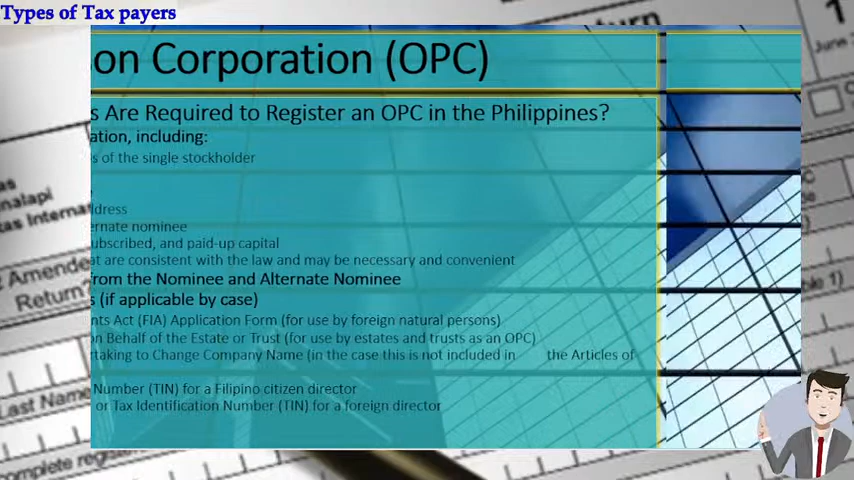 Types of Tax payers
on Corporation (OPC)
s Are Required to Register an OPC in the Philippines?
ation, including:
s of the single stockholder
ddress
ernate nominee
ubscribed, and paid-up capital
at are consistent with the law and may be necessary and convenient
from the Nominee and Alternate Nominee
s (if applicable by case)
nts Act (FIA) Application Form (for use by foreign natural persons)
on Behalf of the Estate or Trust (for use by estates and trusts as an OPC)
rtaking to Change Company Name (in the case this is not included in the Articles of
Number (TIN) for a Filipino citizen director
or Tax Identification Number (TIN) for a foreign director
Return?
Last Name